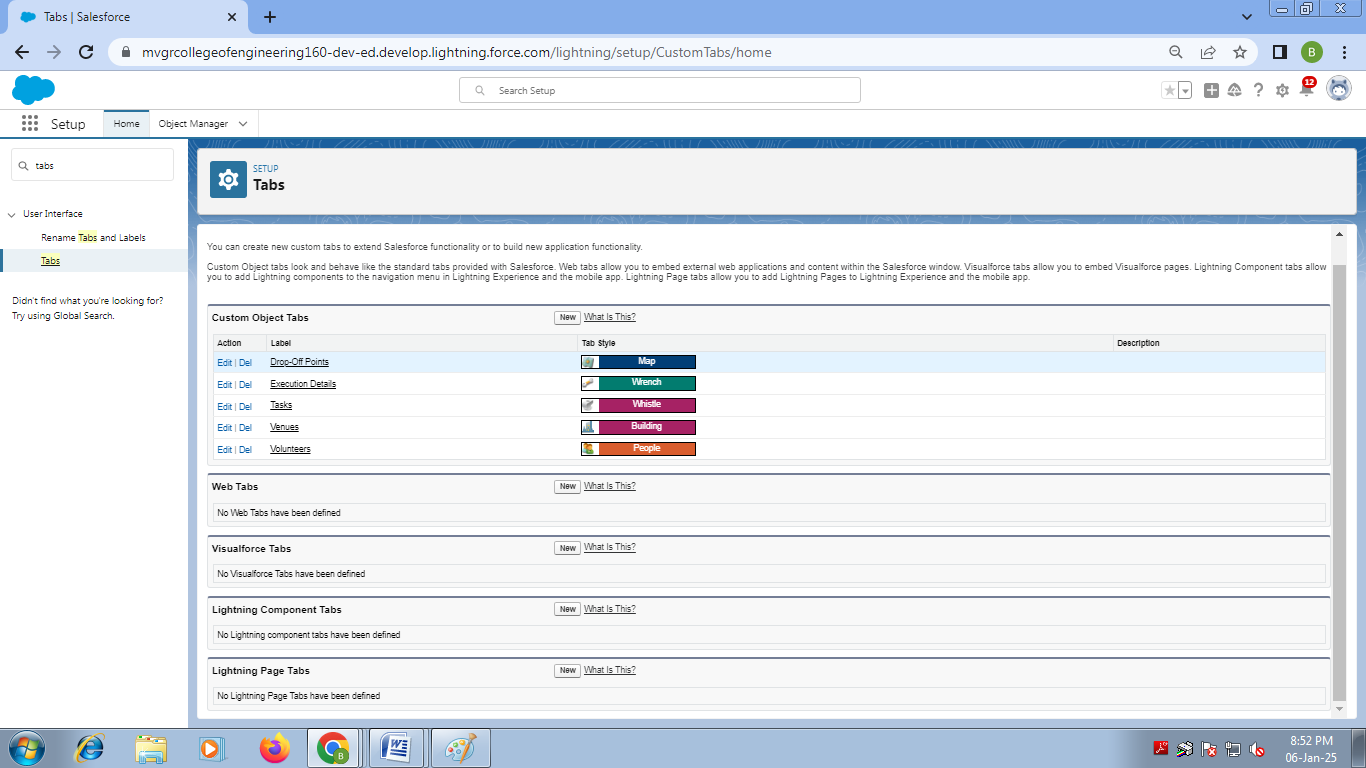 Tabs | Salesforce
mvgrcollegeofengineering160-dev-ed.develop.lightning.force.com/lightning/setup/CustomTabs/home
B
Search Setup
12
Setup
Home
Object Manager
tabs
User Interface
Rename Tabs and Labels
Tabs
Didn't find what you're looking for?
Try using Global Search.
SETUP
Tabs
You can create new custom tabs to extend Salesforce functionality or to build new application functionality.
Custom Object tabs look and behave like the standard tabs provided with Salesforce. Web tabs allow you to embed external web applications and content within the Salesforce window. Visualforce tabs allow you to embed Visualforce pages. Lightning Component tabs allow
you to add Lightning components to the navigation menu in Lightning Experience and the mobile app. Lightning Page tabs allow you to add Lightning Pages to Lightning Experience and the mobile app.
Custom Object Tabs New What Is This?
Action Label Tab Style Description
Edit | Del Drop-Off Points Map
Edit | Del Execution Details Wrench
Edit | Del Tasks Whistle
Edit | Del Venues Building
Edit | Del Volunteers People
Web Tabs New What Is This?
No Web Tabs have been defined
Visualforce Tabs New What Is This?
No Visualforce Tabs have been defined
Lightning Component Tabs New What Is This?
No Lightning component tabs have been defined
Lightning Page Tabs New What Is This?
No Lightning Page Tabs have been defined
B
W
8:52 PM
06-Jan-25